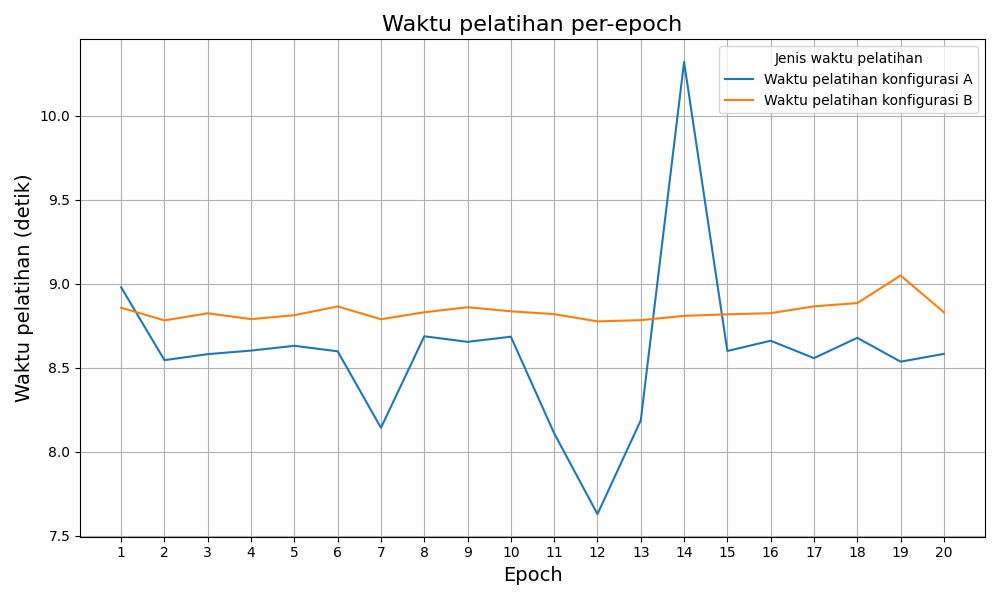 Waktu pelatihan per-epoch
Jenis waktu pelatihan
Waktu pelatihan konfigurasi A
Waktu pelatihan konfigurasi B
Waktu pelatihan (detik)
10.0
9.5
9.0
8.5
8.0
7.5
1 2 3 4 5 6 7 8 9 10 11 12 13 14 15 16 17 18 19 20
Epoch